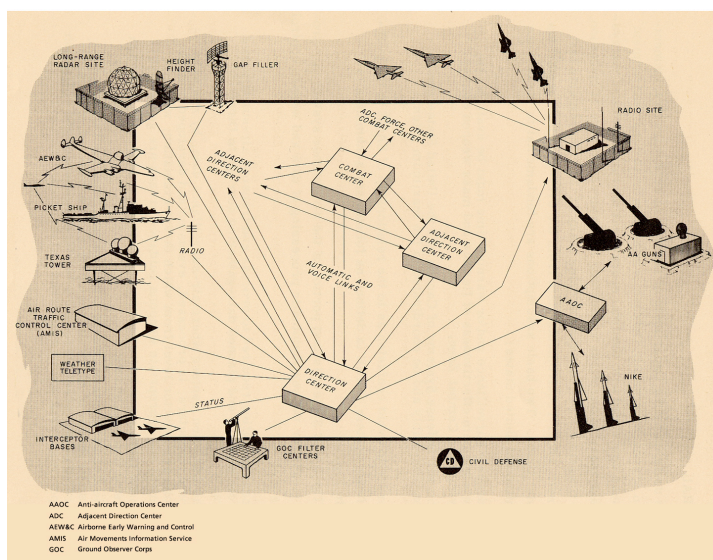 LONG-RANGE
RADAR SITE
HEIGHT
FINDER
GAP FILLER
ADC, FORCE, OTHER
COMBAT CENTERS
RADIO SITE
AEW&C
ADJACENT
DIRECTION
CENTERS
COMBAT
CENTER
PICKET SHIP
ADJACENT
DIRECTION
CENTER
TEXAS
TOWER
RADIO
AA GUNS
AUTOMATIC AND
VOICE LINKS
AAOC
AIR ROUTE
TRAFFIC
CONTROL CENTER
(AMIS)
WEATHER
TELETYPE
DIRECTION
CENTER
NIKE
STATUS
INTERCEPTOR
BASES
GOC FILTER
CENTERS
CD
CIVIL DEFENSE
AAOC Anti-aircraft Operations Center
ADC Adjacent Direction Center
AEW&C Airborne Early Warning and Control
AMIS Air Movements Information Service
GOC Ground Observer Corps